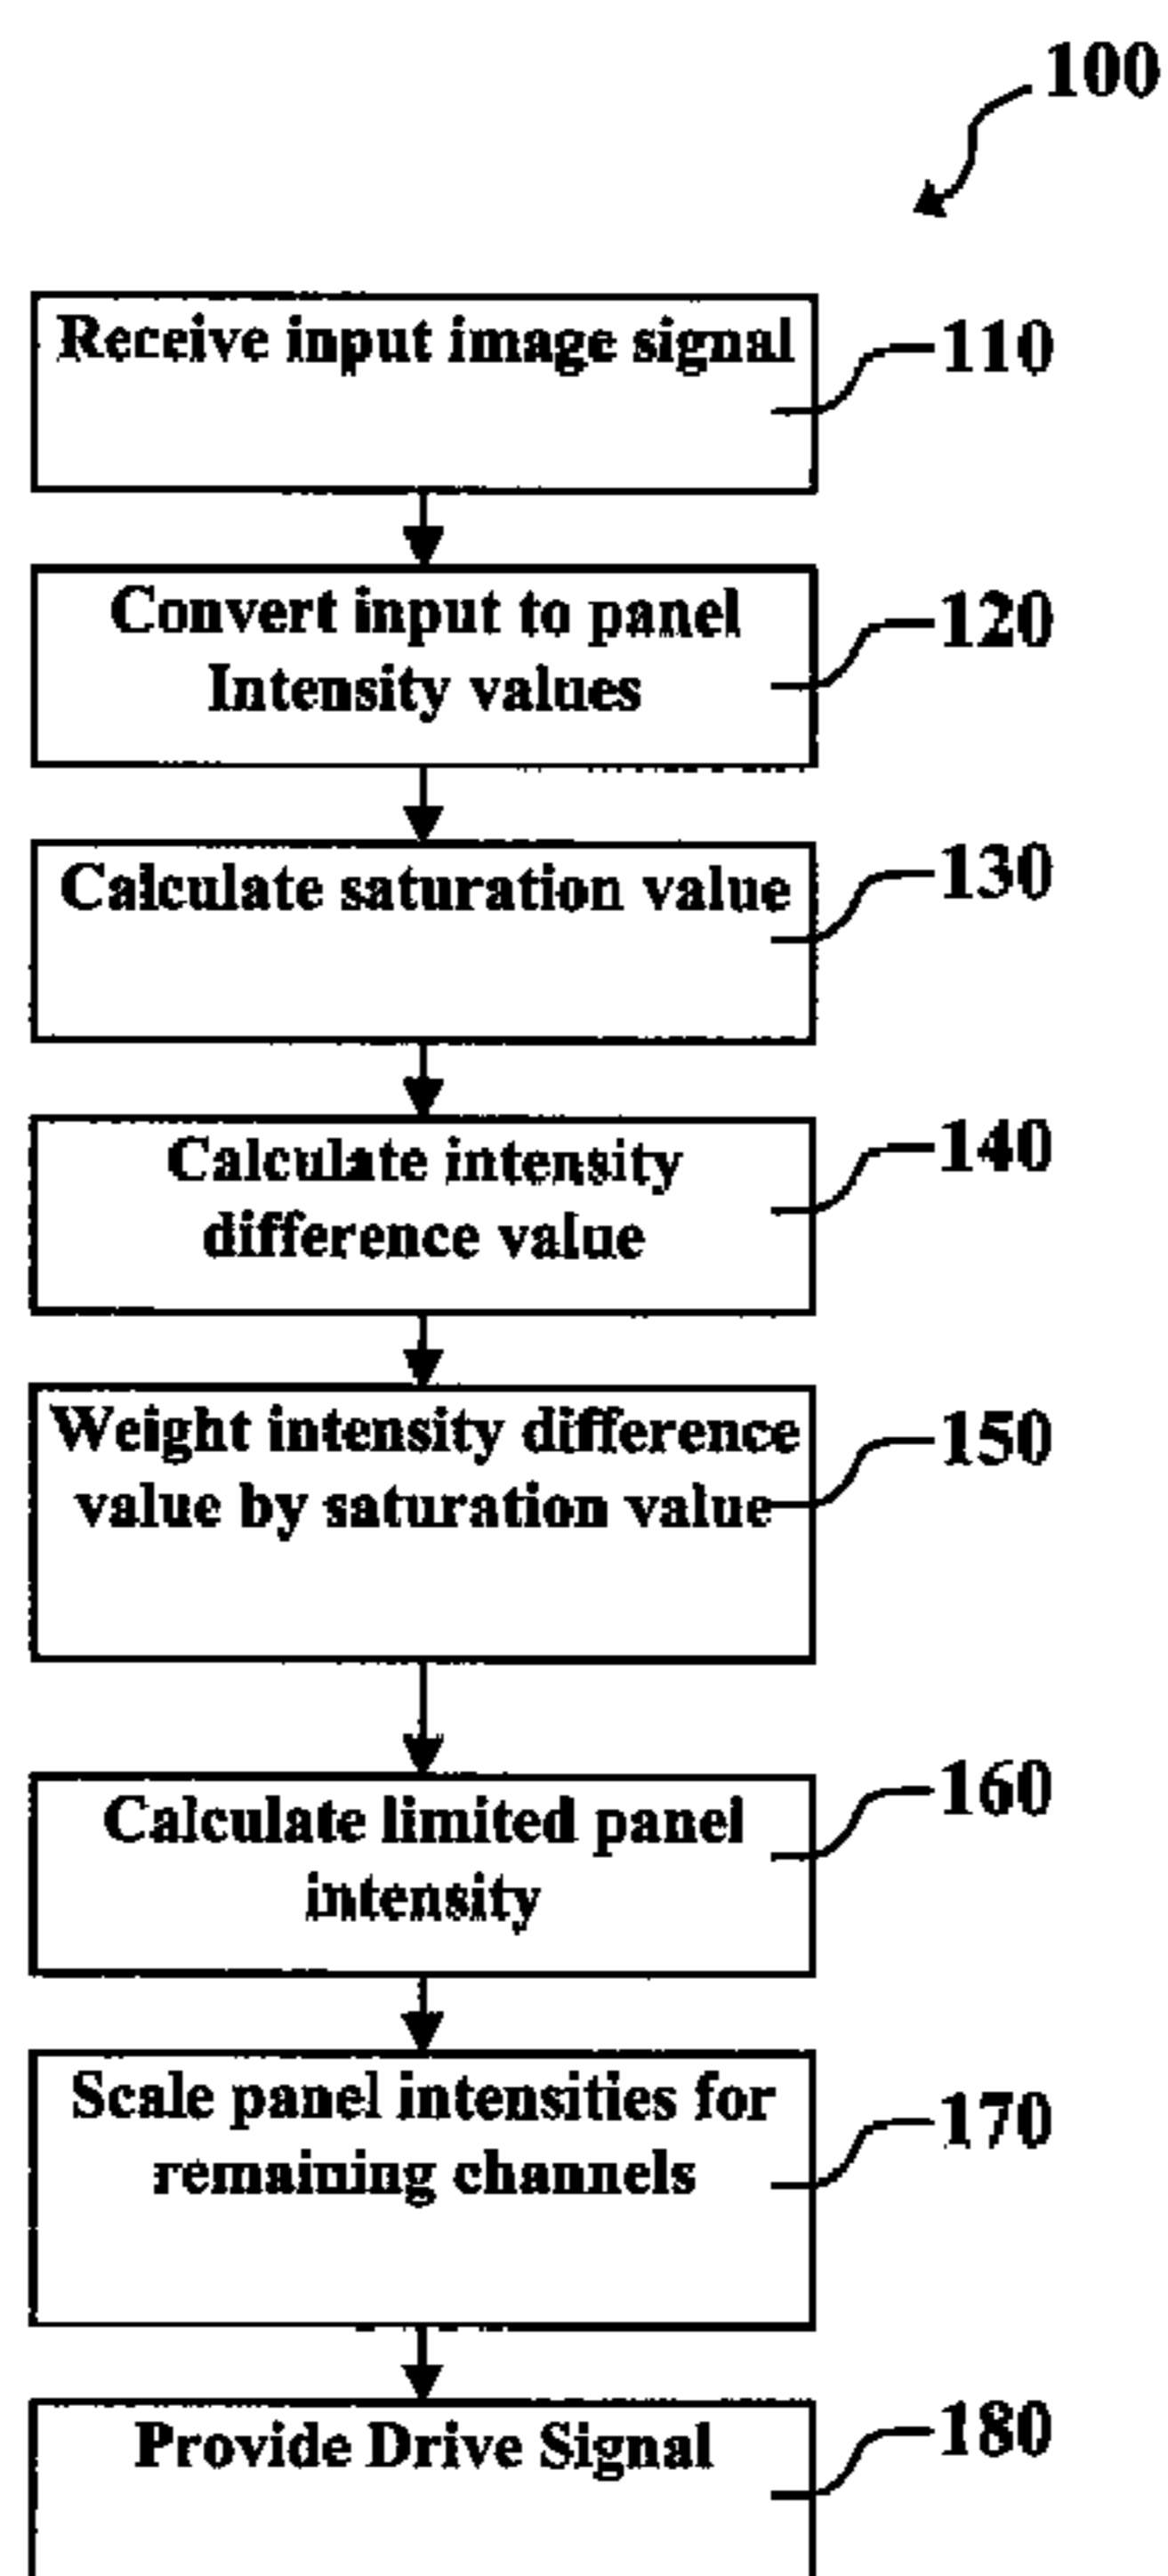 100
Receive input image signal
110
Convert input to panel
Intensity values
120
Calculate saturation value
130
Calculate intensity
difference value
140
Weight intensity difference
value by saturation value
150
Calculate limited panel
intensity
160
Scale panel intensities for
remaining channels
170
Provide Drive Signal
180